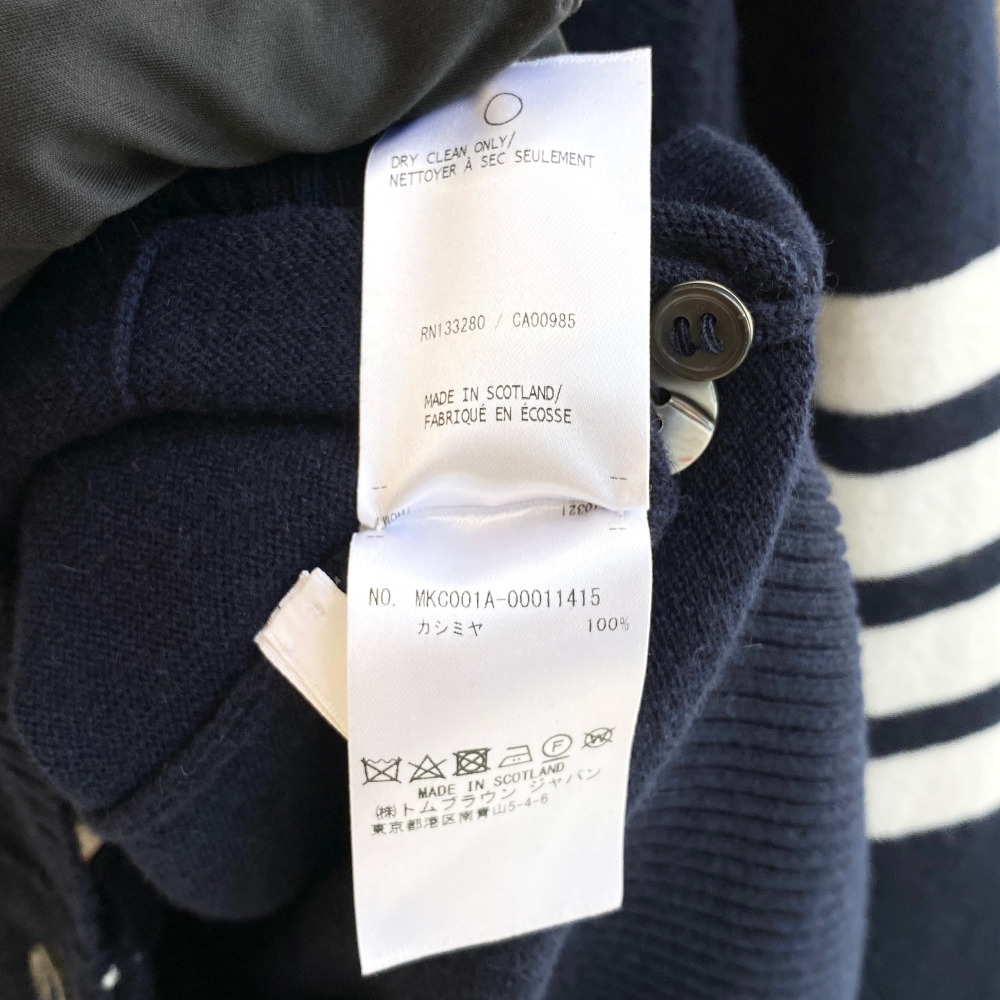 DRY CLEAN ONLY/
NETTOYER À SEC SEULEMENT
RN133280 / CA00985
MADE IN SCOTLAND/
FABRIQUÉ EN ÉCOSSE
NO. MKC001A-00011415
カシミヤ 100%
MADE IN SCOTLAND
㈱トムブラウン ジャパン
東京都港区南青山5-4-6